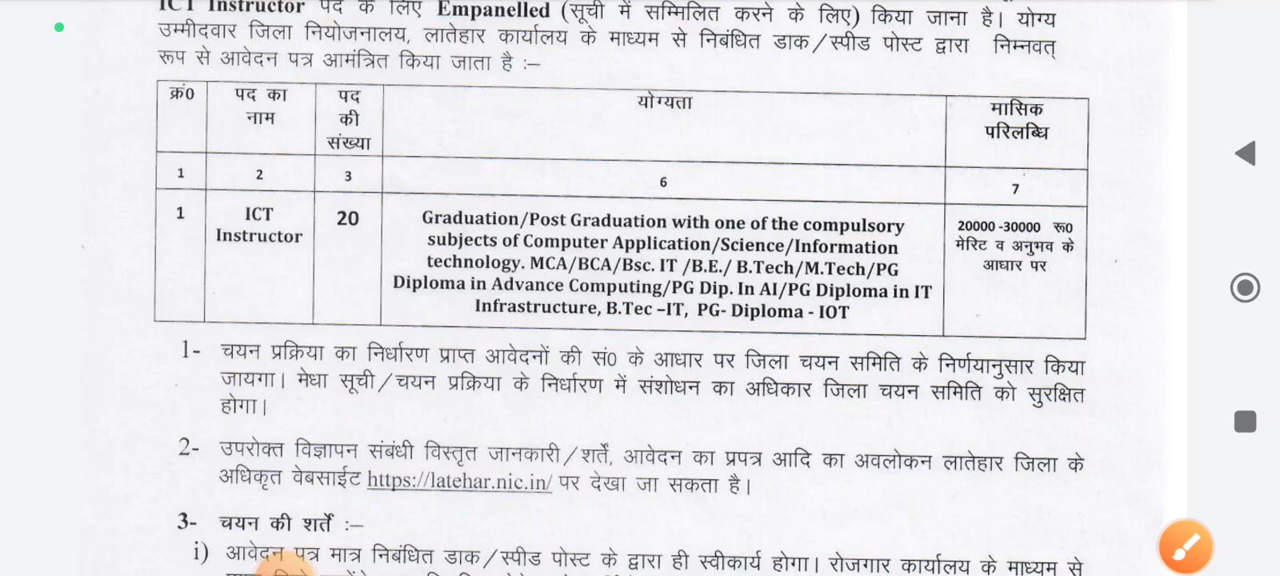 ICT Instructor पद के लिए Empanelled (सूची में सम्मिलित करने के लिए) किया जाना है। योग्य
उम्मीदवार जिला नियोजनालय, लातेहार कार्यालय के माध्यम से निबंधित डाक/स्पीड पोस्ट द्वारा निम्नवत्
रूप से आवेदन पत्र आमंत्रित किया जाता है :–
क्रं0
पद का
नाम
पद
की
संख्या
योग्यता
मासिक
परिलब्धि
1
2
3
6
7
1
ICT
Instructor
20
Graduation/Post Graduation with one of the compulsory
subjects of Computer Application/Science/Information
technology. MCA/BCA/Bsc. IT /B.E./ B.Tech/M.Tech/PG
Diploma in Advance Computing/PG Dip. In AI/PG Diploma in IT
Infrastructure, B.Tec –IT, PG- Diploma - IOT
20000 -30000 रू0
मेरिट व अनुभव के
आधार पर
1- चयन प्रक्रिया का निर्धारण प्राप्त आवेदनों की सं0 के आधार पर जिला चयन समिति के निर्णयानुसार किया
जायगा। मेधा सूची/चयन प्रक्रिया के निर्धारण में संशोधन का अधिकार जिला चयन समिति को सुरक्षित
होगा।
2- उपरोक्त विज्ञापन संबंधी विस्तृत जानकारी/शर्ते, आवेदन का प्रपत्र आदि का अवलोकन लातेहार जिला के
अधिकृत वेबसाईट https://latehar.nic.in/ पर देखा जा सकता है।
3- चयन की शर्ते :–
i) आवेदन पत्र मात्र निबंधित डाक/स्पीड पोस्ट के द्वारा ही स्वीकार्य होगा। रोजगार कार्यालय के माध्यम से